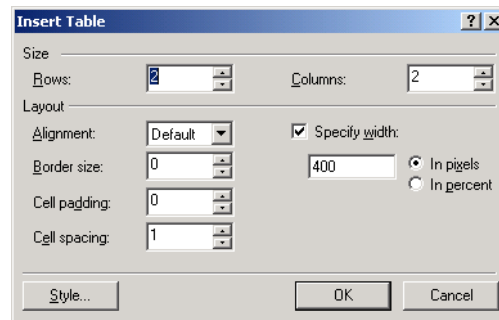 Insert Table
Size
Rows: 2 Columns: 2
Layout
Alignment: Default Specify width:
Border size: 0 400 In pixels
In percent
Cell padding: 0
Cell spacing: 1
Style... OK Cancel